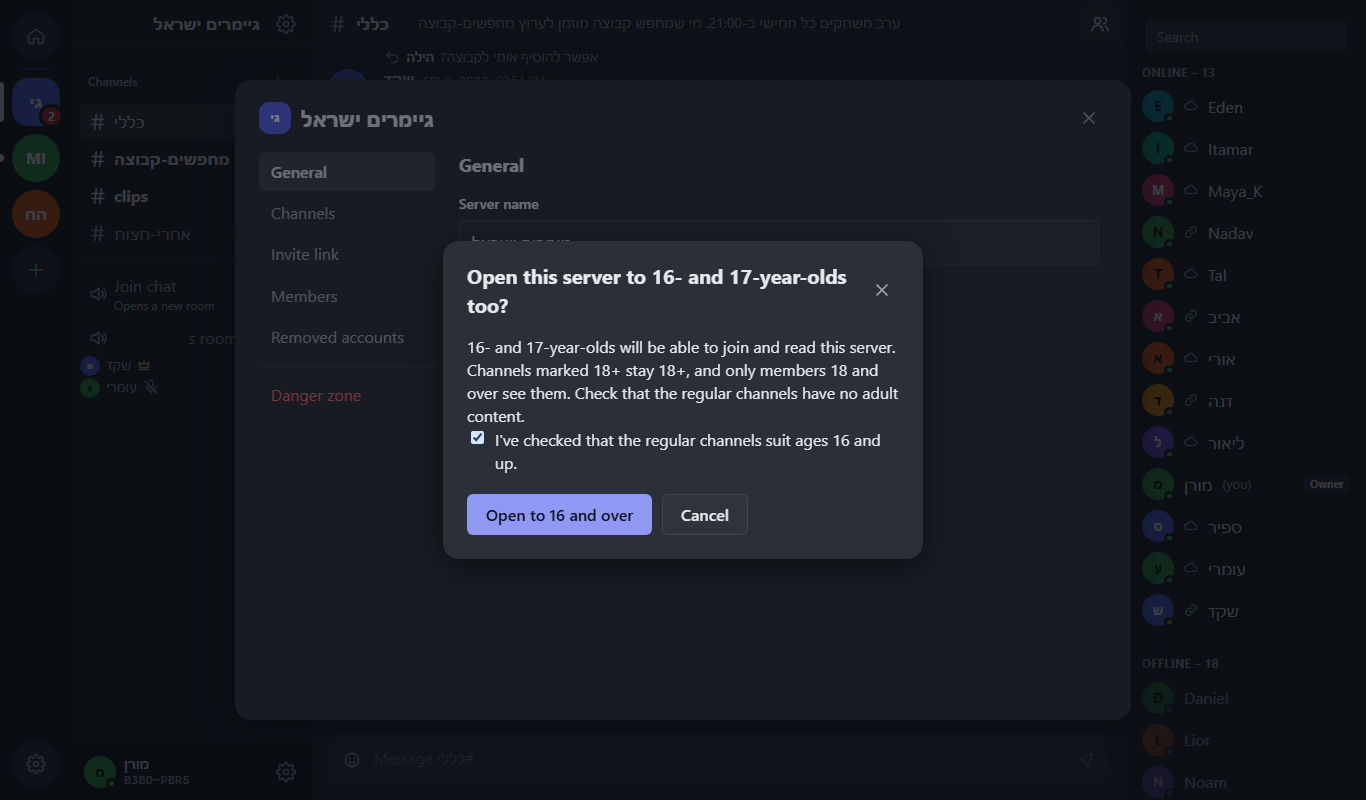 גיימרים ישראל
# כללי
ערב משחקים כל חמישי ב-21:00. מי שמחפש קבוצה מוזמן לערוץ מחפשים-קבוצה
Search
הילה אפשר להוסיף אותי לקבוצה?
שקד
Channels
גי
2
# כללי
MI
# מחפשים-קבוצה
# clips
הח
# אחרי-חצות
Join chat
Opens a new room
s room
ש שקד
ע עומרי
מ מורן
B3BD-PBR5
גי גיימרים ישראל
General
Channels
Invite link
Members
Removed accounts
Danger zone
General
Server name
Open this server to 16- and 17-year-olds
too?
16- and 17-year-olds will be able to join and read this server.
Channels marked 18+ stay 18+, and only members 18 and
over see them. Check that the regular channels have no adult
content.
I've checked that the regular channels suit ages 16 and
up.
Open to 16 and over
Cancel
Message #כללי
ONLINE – 13
E Eden
I Itamar
M Maya_K
N Nadav
T Tal
א אביב
א אורי
ד דנה
ל ליאור
מ מורן (you) Owner
ס ספיר
ע עומרי
ש שקד
OFFLINE – 18
D Daniel
L Lior
N Noam